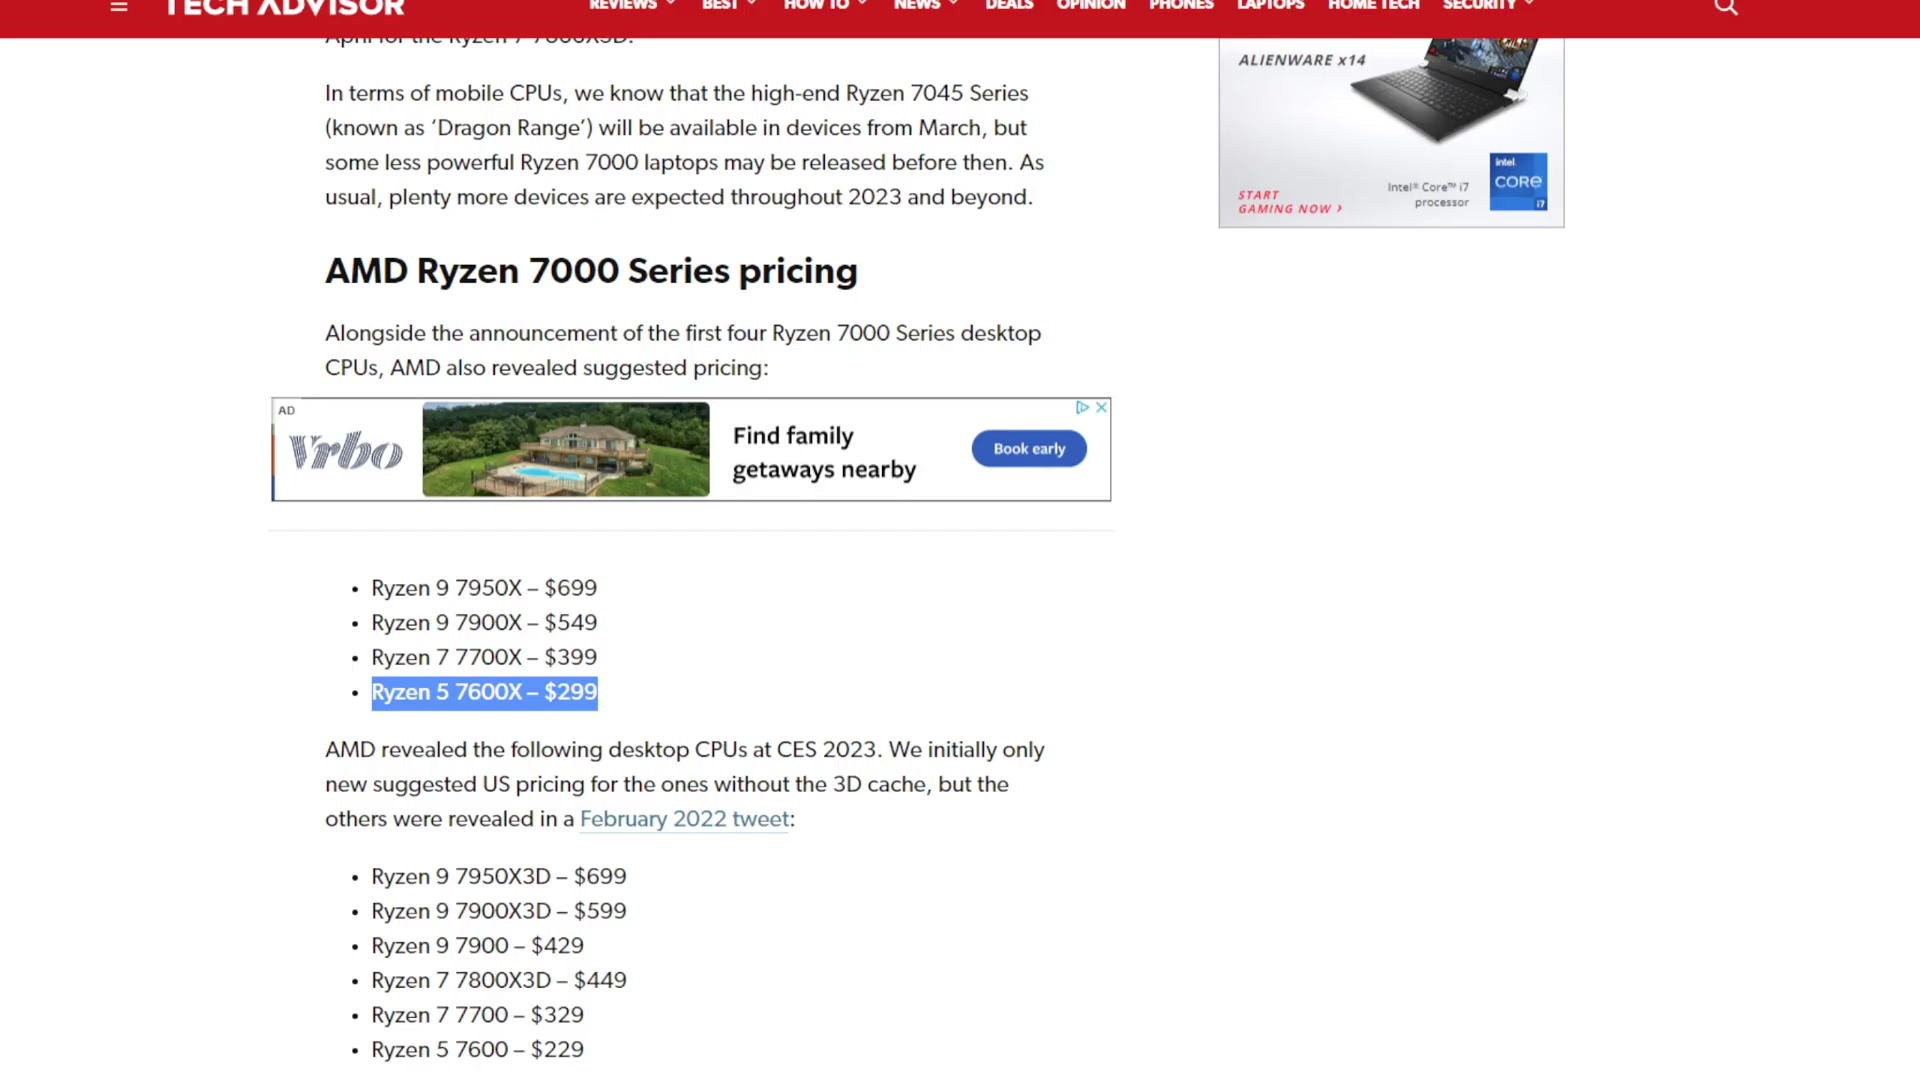 TECH ADVISOR
REVIEWS BEST HOW TO NEWS DEALS OPINION PHONES LAPTOPS HOME TECH SECURITY
April for the Ryzen 7 7800X3D.
In terms of mobile CPUs, we know that the high-end Ryzen 7045 Series
(known as ‘Dragon Range’) will be available in devices from March, but
some less powerful Ryzen 7000 laptops may be released before then. As
usual, plenty more devices are expected throughout 2023 and beyond.
ALIENWARE x14
START
GAMING NOW ›
Intel® Core™ i7
processor
intel.
CORE
i7
AMD Ryzen 7000 Series pricing
Alongside the announcement of the first four Ryzen 7000 Series desktop
CPUs, AMD also revealed suggested pricing:
AD
Vrbo
Find family
getaways nearby
Book early
• Ryzen 9 7950X – $699
• Ryzen 9 7900X – $549
• Ryzen 7 7700X – $399
• Ryzen 5 7600X – $299
AMD revealed the following desktop CPUs at CES 2023. We initially only
new suggested US pricing for the ones without the 3D cache, but the
others were revealed in a February 2022 tweet:
• Ryzen 9 7950X3D – $699
• Ryzen 9 7900X3D – $599
• Ryzen 9 7900 – $429
• Ryzen 7 7800X3D – $449
• Ryzen 7 7700 – $329
• Ryzen 5 7600 – $229